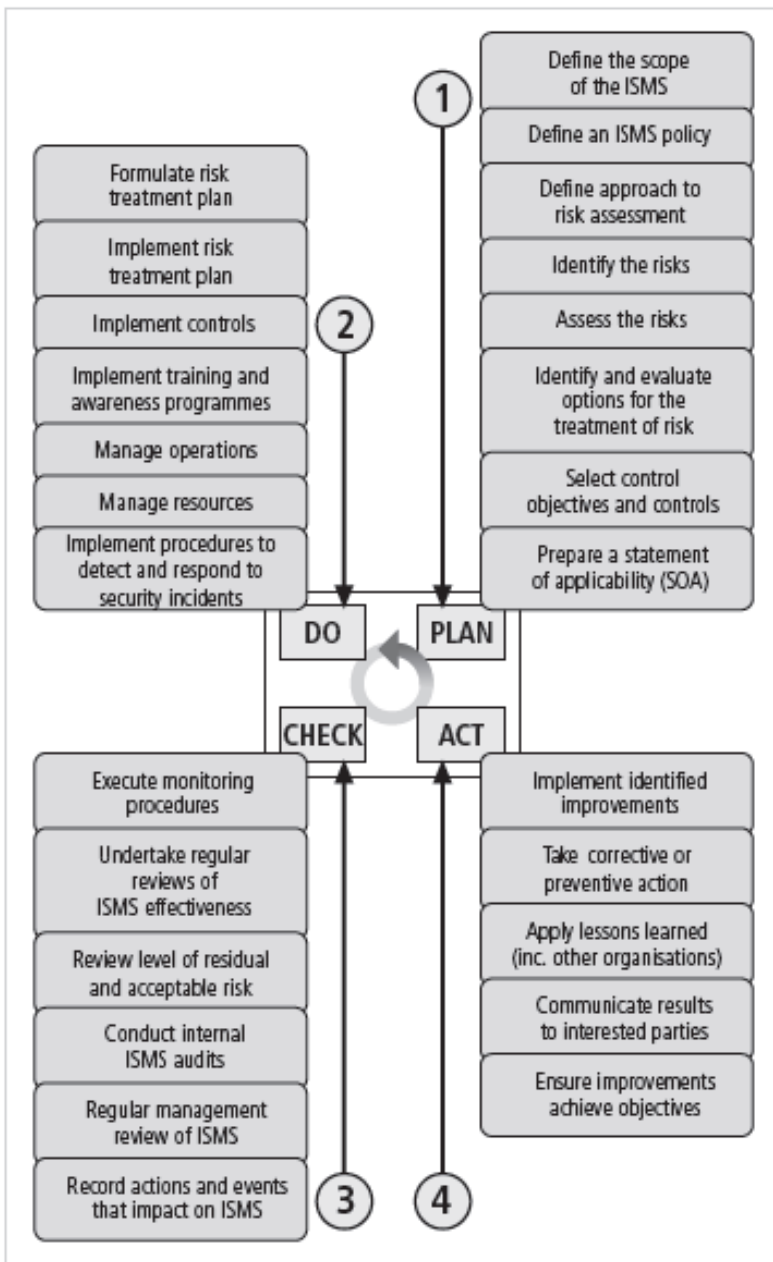 1
Define the scope
of the ISMS
Define an ISMS policy
Define approach to
risk assessment
Identify the risks
Assess the risks
Identify and evaluate
options for the
treatment of risk
Select control
objectives and controls
Prepare a statement
of applicability (SOA)
Formulate risk
treatment plan
Implement risk
treatment plan
Implement controls
2
Implement training and
awareness programmes
Manage operations
Manage resources
Implement procedures to
detect and respond to
security incidents
DO
PLAN
CHECK
ACT
Execute monitoring
procedures
Undertake regular
reviews of
ISMS effectiveness
Review level of residual
and acceptable risk
Conduct internal
ISMS audits
Regular management
review of ISMS
Record actions and events
that impact on ISMS
3
4
Implement identified
improvements
Take corrective or
preventive action
Apply lessons learned
(inc. other organisations)
Communicate results
to interested parties
Ensure improvements
achieve objectives